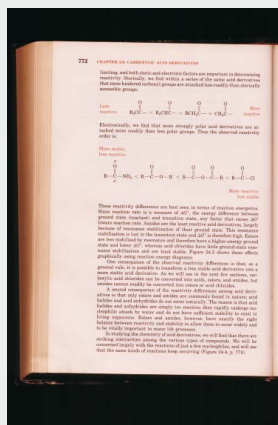 772 CHAPTER 24 CARBOXYLIC ACID DERIVATIVES
limiting, and both steric and electronic factors are important in determining
reactivity. Sterically, we find within a series of the same acid derivatives
that more hindered carbonyl groups are attacked less readily than sterically
accessible groups:
Less
reactive
O O O O
R₃CC— < R₂CHC— < RCH₂C— < CH₃C—
More
reactive
Electronically, we find that more strongly polar acid derivatives are at-
tacked more readily than less polar groups. Thus the observed reactivity
order is:
More stable,
less reactive
O O O O O
R—C—NH₂ < R—C—O—R' < R—C—O—C—R < R—C—Cl
More reactive,
less stable
These reactivity differences are best seen in terms of reaction energetics.
Since reaction rate is a measure of ΔG‡, the energy difference between
ground state (reactant) and transition state, any factor that raises ΔG‡
lowers reaction rate. Amides are the least reactive acid derivatives, largely
because of resonance stabilization of their ground state. This resonance
stabilization is lost in the transition state and ΔG‡ is therefore high. Esters
are less stabilized by resonance and therefore have a higher-energy ground
state and lower ΔG‡, whereas acid chlorides have little ground-state reso-
nance stabilization and are least stable. Figure 24.3 shows these effects
graphically using reaction energy diagrams.
One consequence of the observed reactivity differences is that, as a
general rule, it is possible to transform a less stable acid derivative into a
more stable acid derivative. As we will see in the next few sections, car-
boxylic acid chlorides can be converted into acids, esters, and amides, but
amides cannot readily be converted into esters or acid chlorides.
A second consequence of the reactivity differences among acid deriv-
atives is that only esters and amides are commonly found in nature; acid
halides and acid anhydrides do not occur naturally. The reason is that acid
halides and anhydrides are simply too reactive; they rapidly undergo nu-
cleophilic attack by water and do not have sufficient stability to exist in
living organisms. Esters and amides, however, have exactly the right
balance between reactivity and stability to allow them to occur widely and
to be vitally important in many life processes.
In studying the chemistry of acid derivatives, we will find that there are
striking similarities among the various types of compounds. We will be
concerned largely with the reactions of just a few nucleophiles, and will see
that the same kinds of reactions keep occurring (Figure 24.4, p. 774).